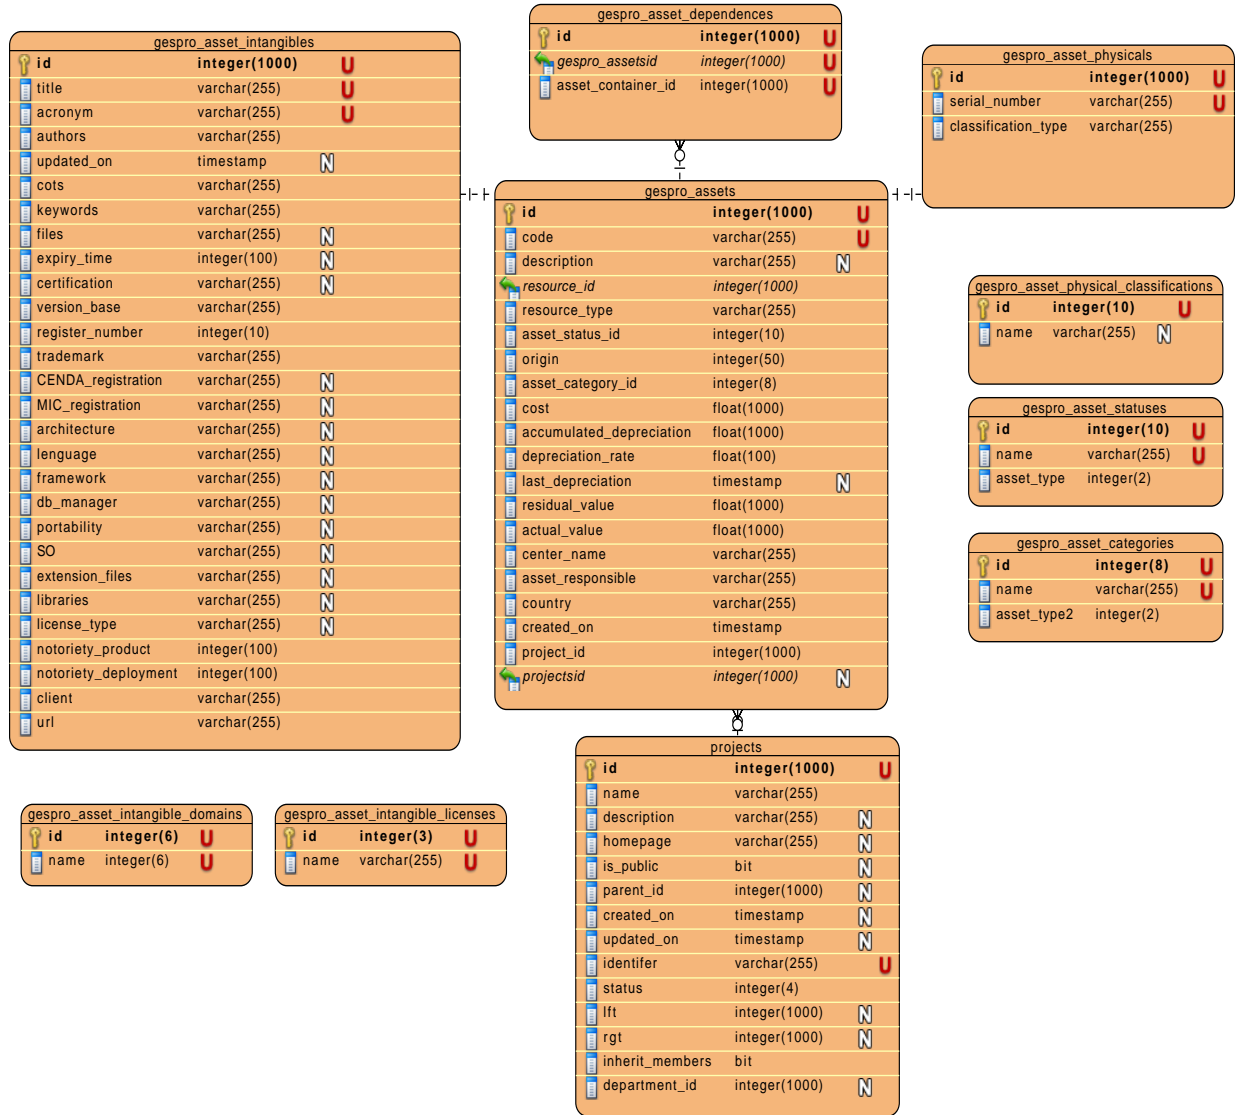 gespro_asset_dependences
id integer(1000) U
gespro_assetsid integer(1000) U
asset_container_id integer(1000) U
gespro_asset_intangibles
id integer(1000) U
title varchar(255) U
acronym varchar(255) U
authors varchar(255)
updated_on timestamp N
cots varchar(255)
keywords varchar(255)
files varchar(255) N
expiry_time integer(100) N
certification varchar(255) N
version_base varchar(255)
register_number integer(10)
trademark varchar(255)
CENDA_registration varchar(255) N
MIC_registration varchar(255) N
architecture varchar(255) N
lenguage varchar(255) N
framework varchar(255) N
db_manager varchar(255) N
portability varchar(255) N
SO varchar(255) N
extension_files varchar(255) N
libraries varchar(255) N
license_type varchar(255) N
notoriety_product integer(100)
notoriety_deployment integer(100)
client varchar(255)
url varchar(255)
gespro_asset_physicals
id integer(1000) U
serial_number varchar(255) U
classification_type varchar(255)
gespro_assets
id integer(1000) U
code varchar(255) U
description varchar(255) N
resource_id integer(1000)
resource_type varchar(255)
asset_status_id integer(10)
origin integer(50)
asset_category_id integer(8)
cost float(1000)
accumulated_depreciation float(1000)
depreciation_rate float(100)
last_depreciation timestamp N
residual_value float(1000)
actual_value float(1000)
center_name varchar(255)
asset_responsible varchar(255)
country varchar(255)
created_on timestamp
project_id integer(1000)
projectsid integer(1000) N
gespro_asset_physical_classifications
id integer(10) U
name varchar(255) N
gespro_asset_statuses
id integer(10) U
name varchar(255) U
asset_type integer(2)
gespro_asset_categories
id integer(8) U
name varchar(255) U
asset_type2 integer(2)
projects
id integer(1000) U
name varchar(255)
description varchar(255) N
homepage varchar(255) N
is_public bit N
parent_id integer(1000) N
created_on timestamp N
updated_on timestamp N
identifer varchar(255) U
status integer(4)
lft integer(1000) N
rgt integer(1000) N
inherit_members bit
department_id integer(1000) N
gespro_asset_intangible_domains
id integer(6) U
name integer(6) U
gespro_asset_intangible_licenses
id integer(3) U
name varchar(255) U